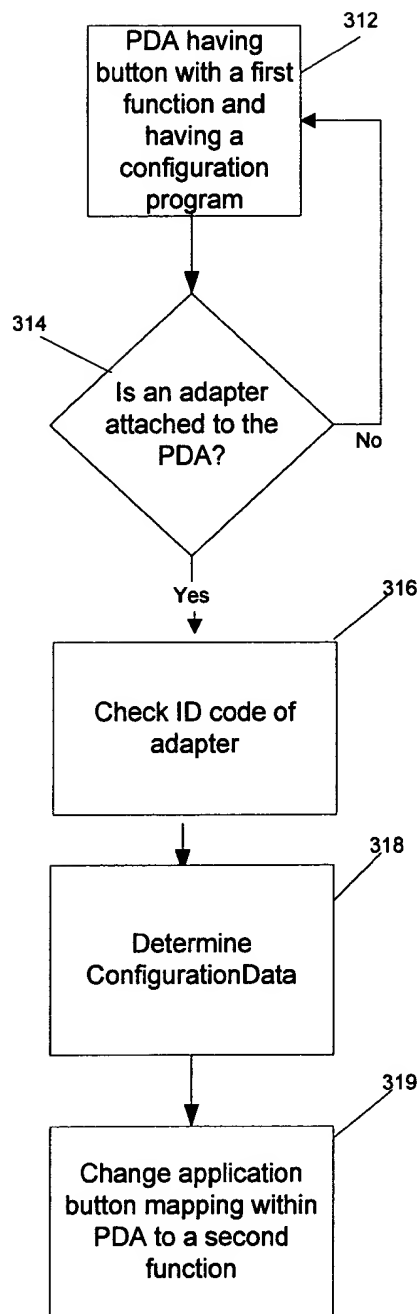 312
PDA having
button with a first
function and
having a
configuration
program
314
Is an adapter
attached to the
PDA?
No
Yes
316
Check ID code of
adapter
318
Determine
ConfigurationData
319
Change application
button mapping within
PDA to a second
function